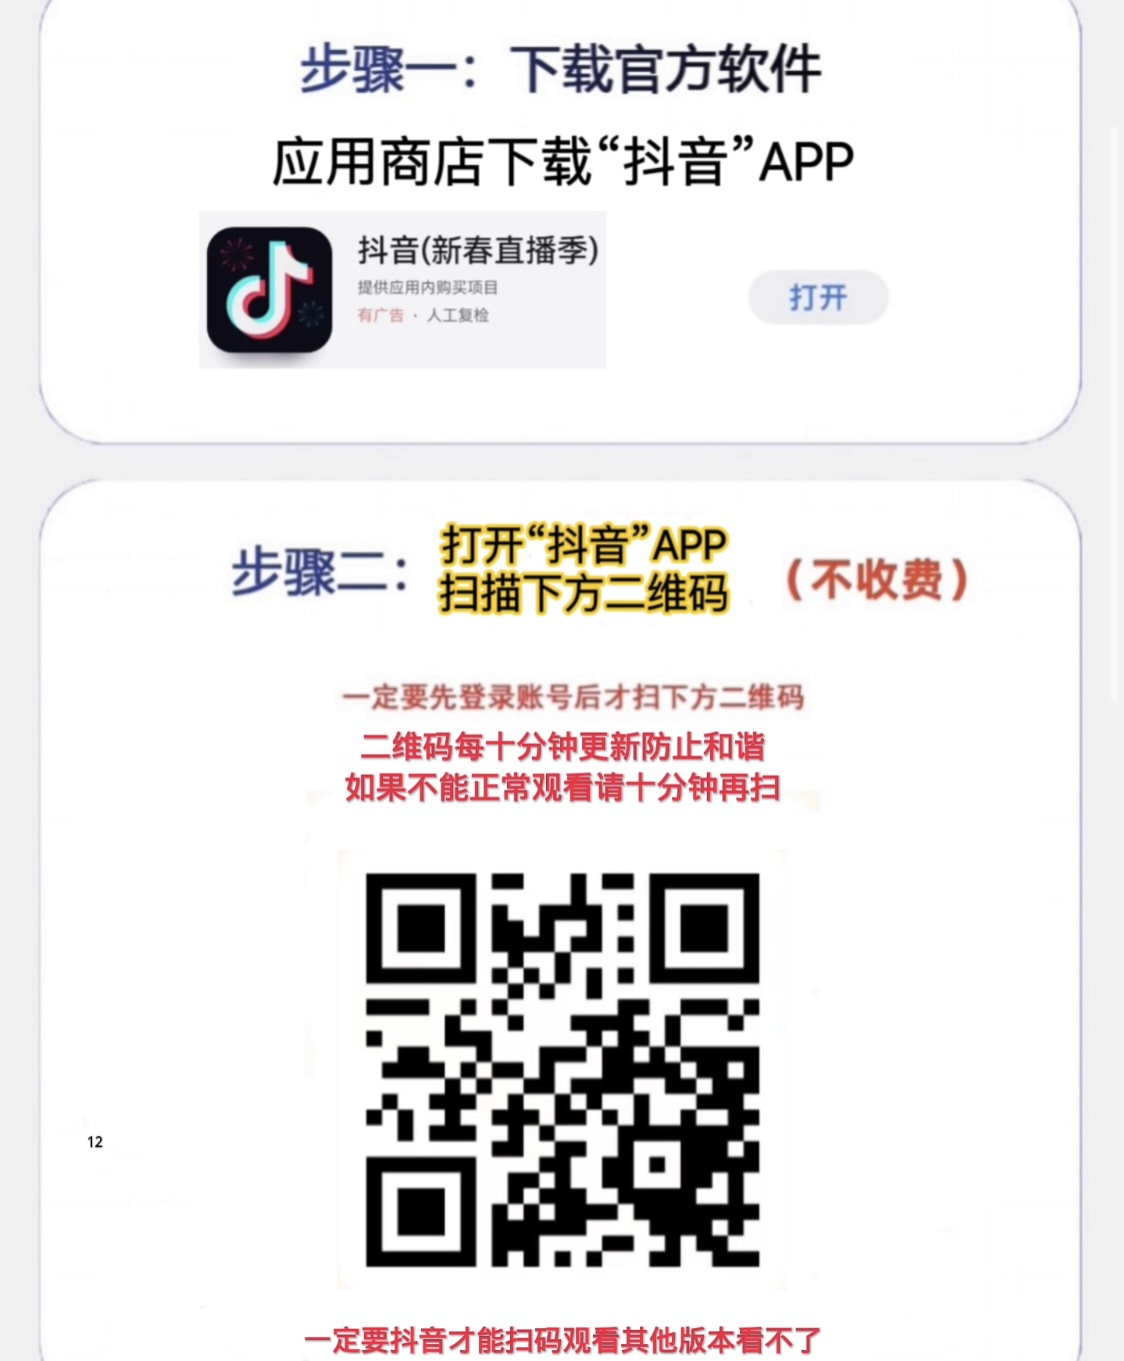 步骤一：下载官方软件
应用商店下载“抖音”APP
抖音(新春直播季)
提供应用内购买项目
有广告 · 人工复检
打开
步骤二：
打开“抖音”APP
扫描下方二维码
（不收费）
一定要先登录账号后才扫下方二维码
二维码每十分钟更新防止和谐
如果不能正常观看请十分钟再扫
12
一定要抖音才能扫码观看其他版本看不了